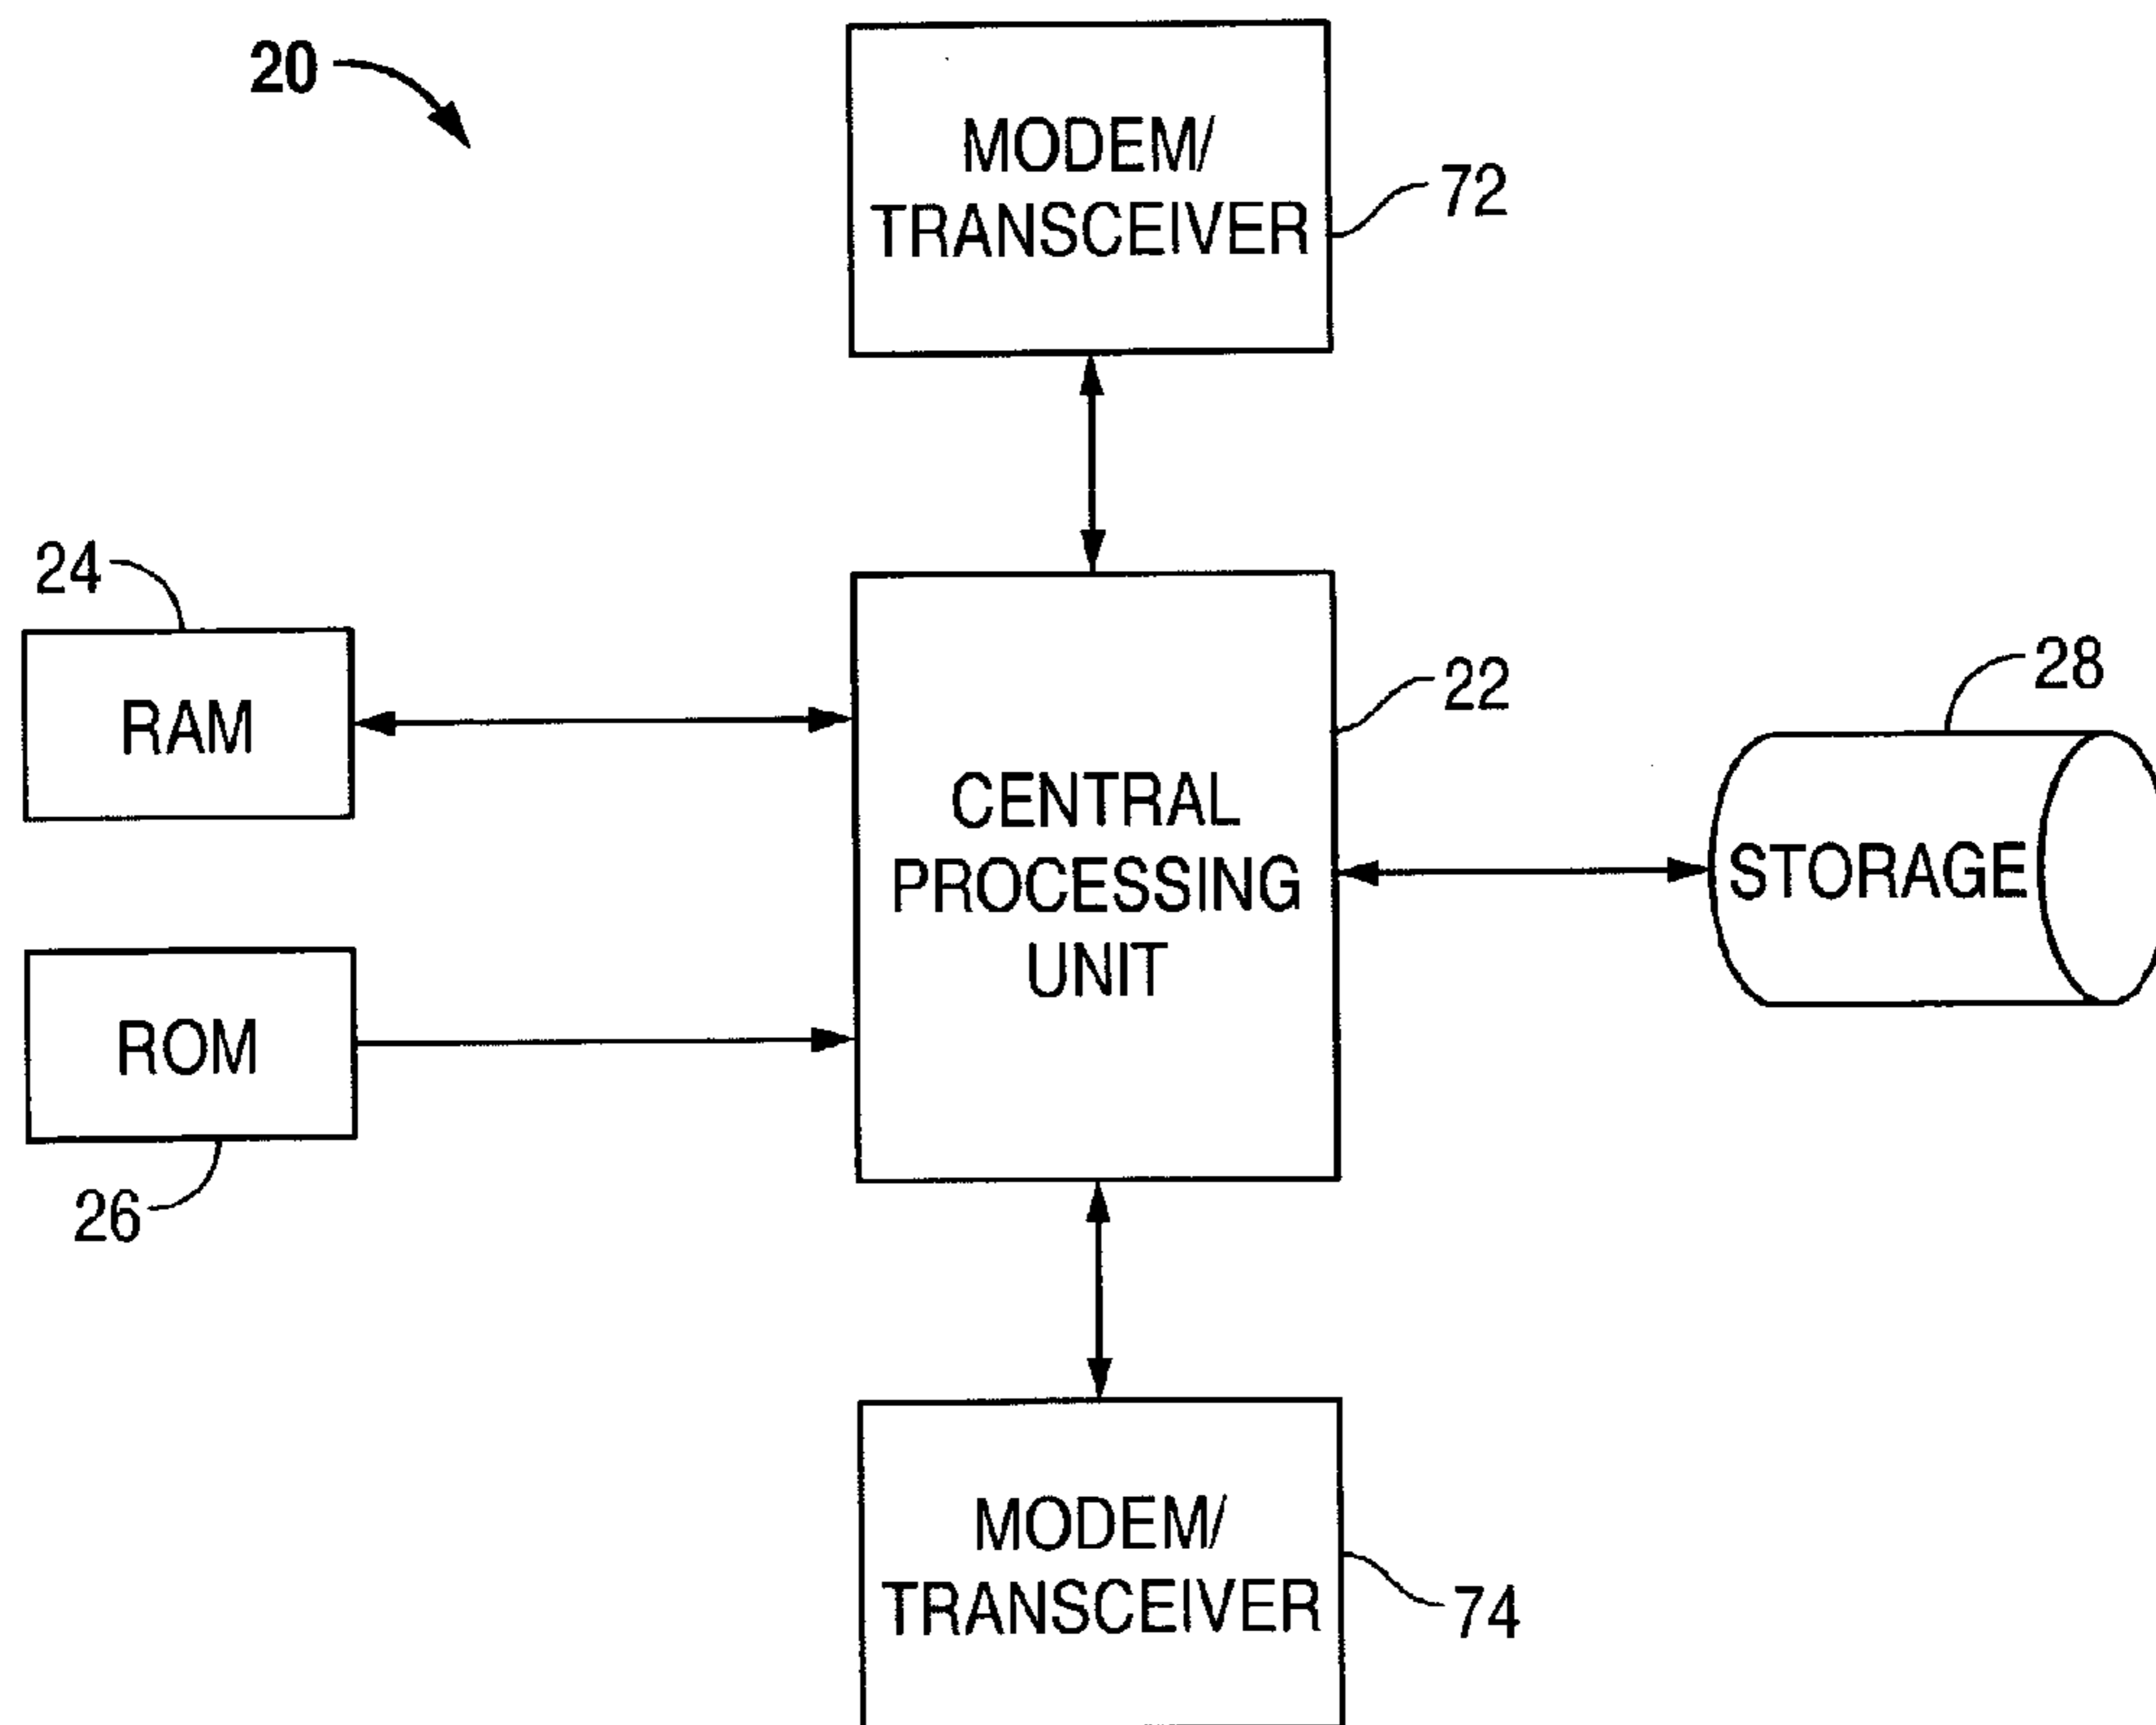 20
MODEM/
TRANSCEIVER
72
24
RAM
22
28
CENTRAL
PROCESSING
UNIT
STORAGE
ROM
26
MODEM/
TRANSCEIVER
74